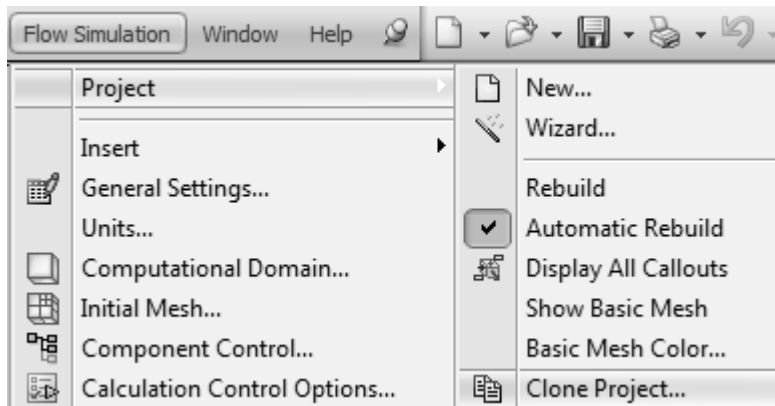 Flow Simulation Window Help
Project
Insert
General Settings...
Units...
Computational Domain...
Initial Mesh...
Component Control...
Calculation Control Options...
New...
Wizard...
Rebuild
Automatic Rebuild
Display All Callouts
Show Basic Mesh
Basic Mesh Color...
Clone Project...